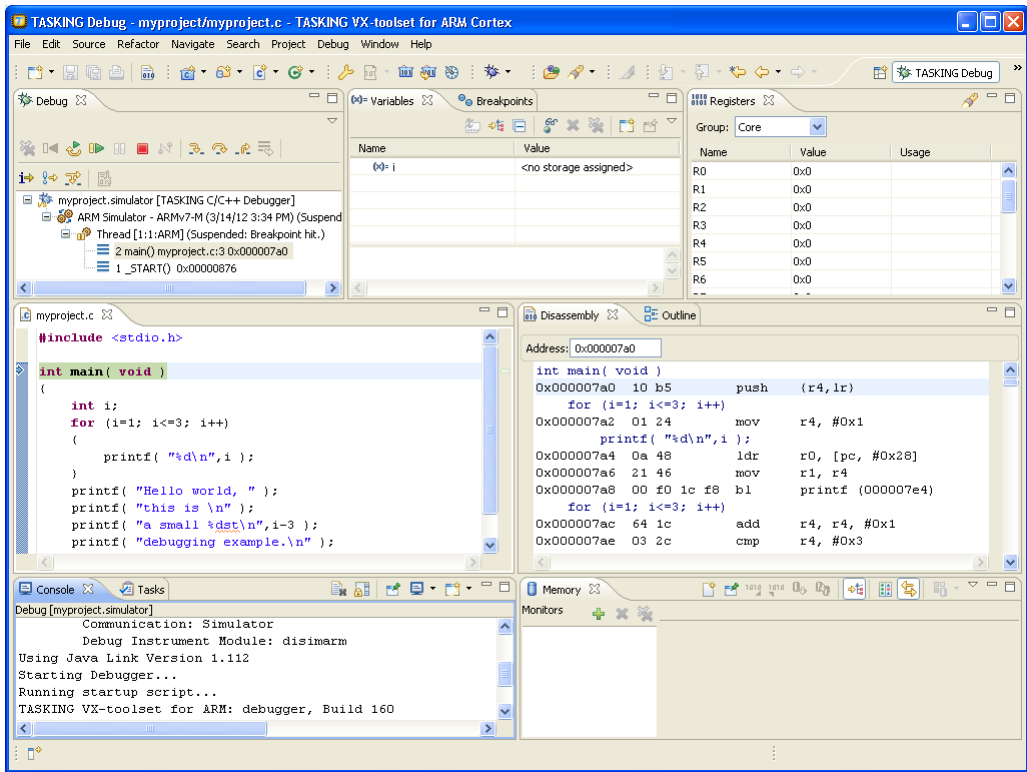 TASKING Debug - myproject/myproject.c - TASKING VX-toolset for ARM Cortex
File Edit Source Refactor Navigate Search Project Debug Window Help
TASKING Debug
Debug
myproject.simulator [TASKING C/C++ Debugger]
ARM Simulator - ARMv7-M (3/14/12 3:34 PM) (Suspend
Thread [1:1:ARM] (Suspended: Breakpoint hit.)
2 main() myproject.c:3 0x000007a0
1 _START() 0x00000876
(x)= Variables Breakpoints
Name Value
(x)= i <no storage assigned>
Registers
Group: Core
Name Value Usage
R0 0x0
R1 0x0
R2 0x0
R3 0x0
R4 0x0
R5 0x0
R6 0x0
myproject.c
#include <stdio.h>
int main( void )
{
int i;
for (i=1; i<=3; i++)
{
printf( "%d\n",i );
}
printf( "Hello world, " );
printf( "this is \n" );
printf( "a small %dst\n",i-3 );
printf( "debugging example.\n" );
Disassembly Outline
Address: 0x000007a0
int main( void )
0x000007a0 10 b5 push {r4,lr}
for (i=1; i<=3; i++)
0x000007a2 01 24 mov r4, #0x1
printf( "%d\n",i );
0x000007a4 0a 48 ldr r0, [pc, #0x28]
0x000007a6 21 46 mov r1, r4
0x000007a8 00 f0 1c f8 bl printf (000007e4)
for (i=1; i<=3; i++)
0x000007ac 64 1c add r4, r4, #0x1
0x000007ae 03 2c cmp r4, #0x3
Console Tasks
Debug [myproject.simulator]
Communication: Simulator
Debug Instrument Module: disimarm
Using Java Link Version 1.112
Starting Debugger...
Running startup script...
TASKING VX-toolset for ARM: debugger, Build 160
Memory
Monitors